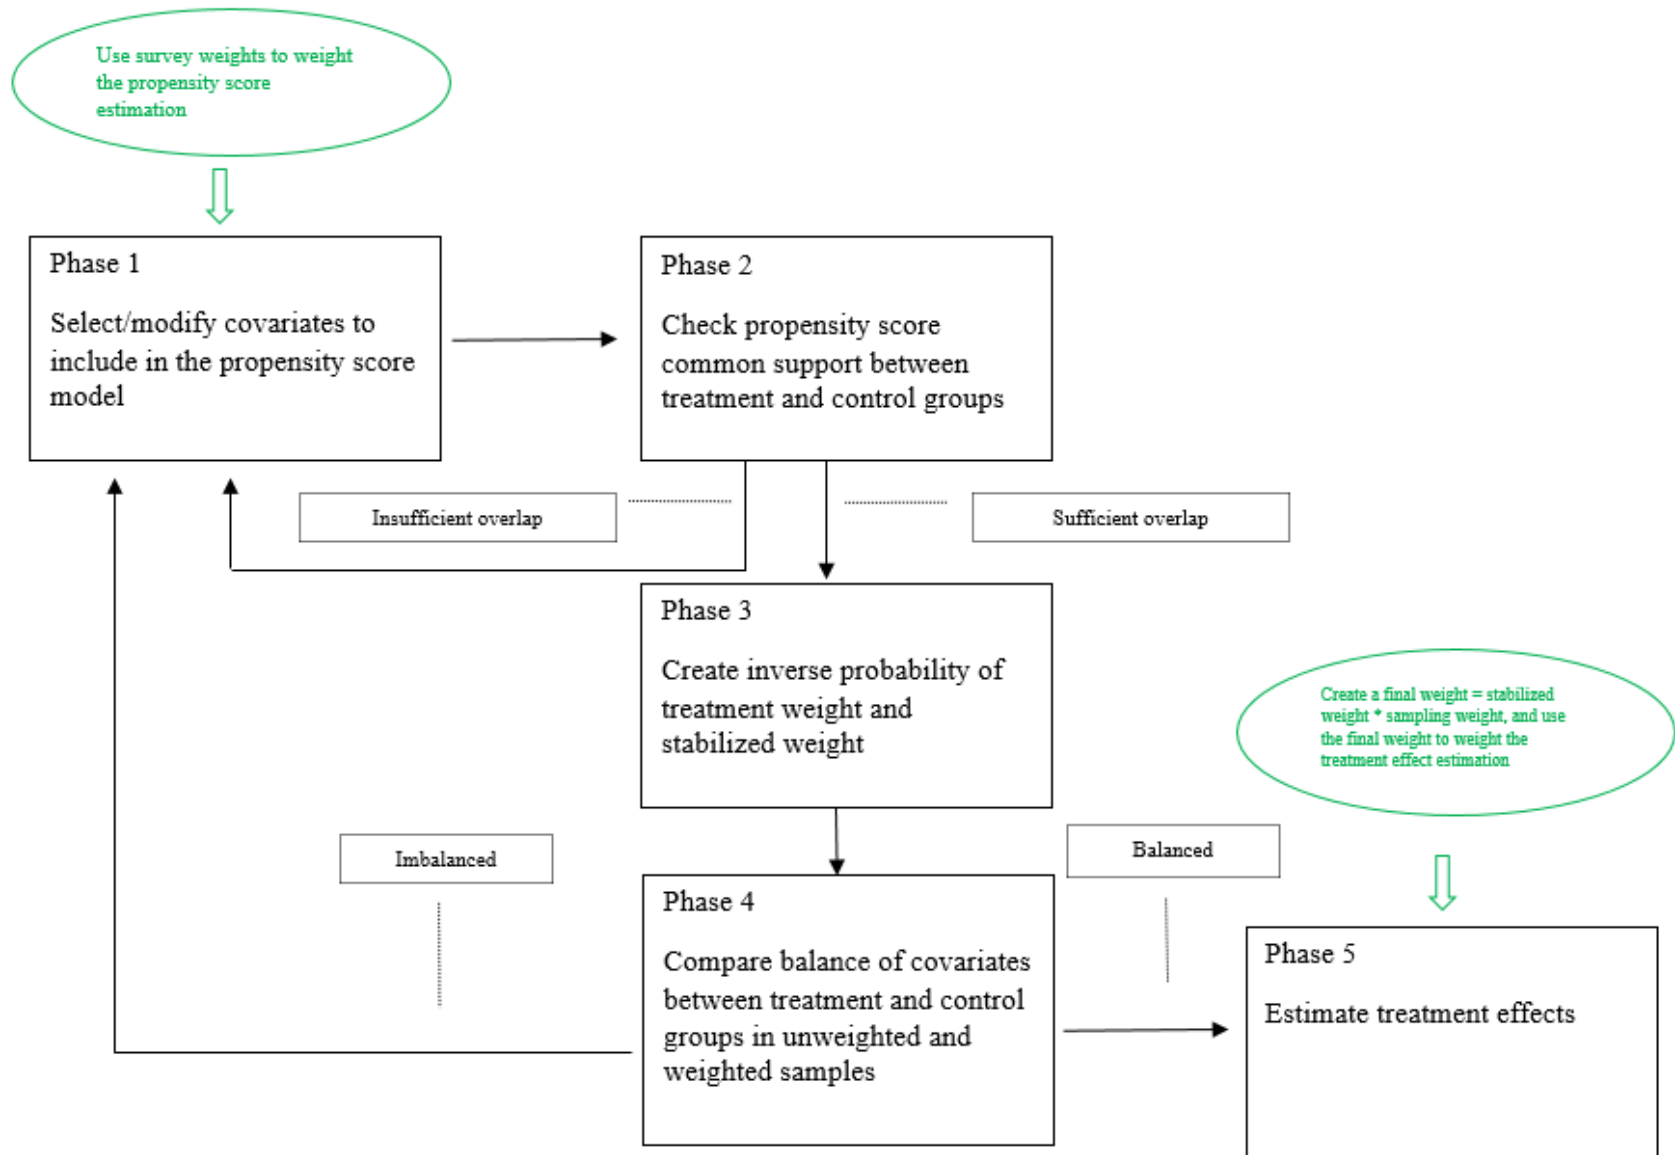 Use survey weights to weight
the propensity score
estimation
Phase 1
Select/modify covariates to
include in the propensity score
model
Phase 2
Check propensity score
common support between
treatment and control groups
Insufficient overlap
Sufficient overlap
Phase 3
Create inverse probability of
treatment weight and
stabilized weight
Create a final weight = stabilized
weight * sampling weight, and use
the final weight to weight the
treatment effect estimation
Imbalanced
Balanced
Phase 4
Compare balance of covariates
between treatment and control
groups in unweighted and
weighted samples
Phase 5
Estimate treatment effects